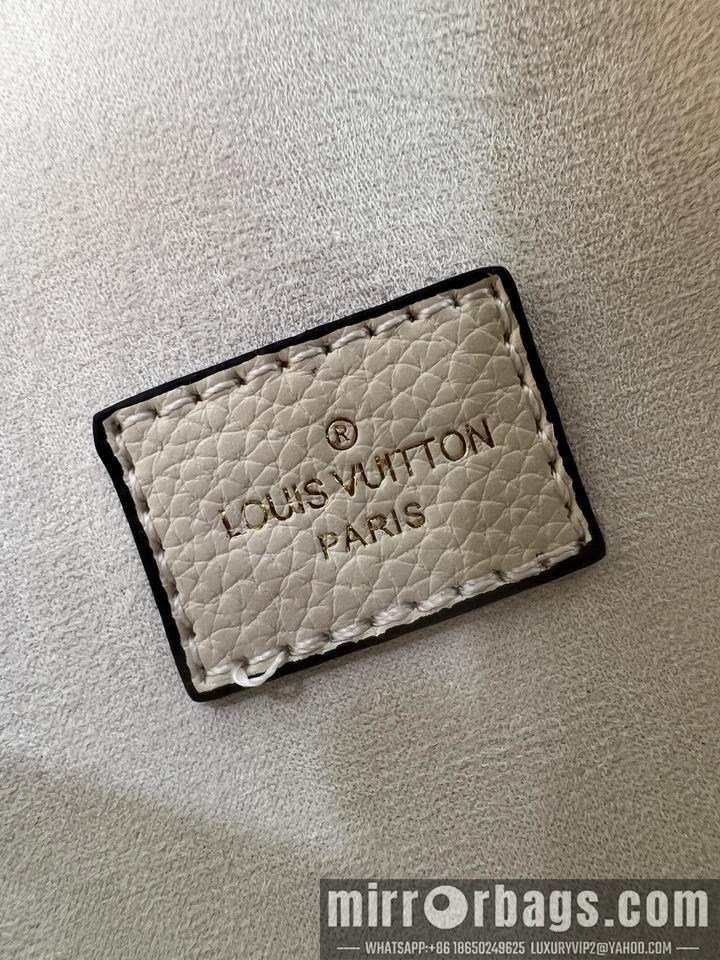 ®
LOUIS VUITTON
PARIS
mirrorbags.com
WHATSAPP:+86 18650249625 LUXURYVIP2@YAHOO.COM